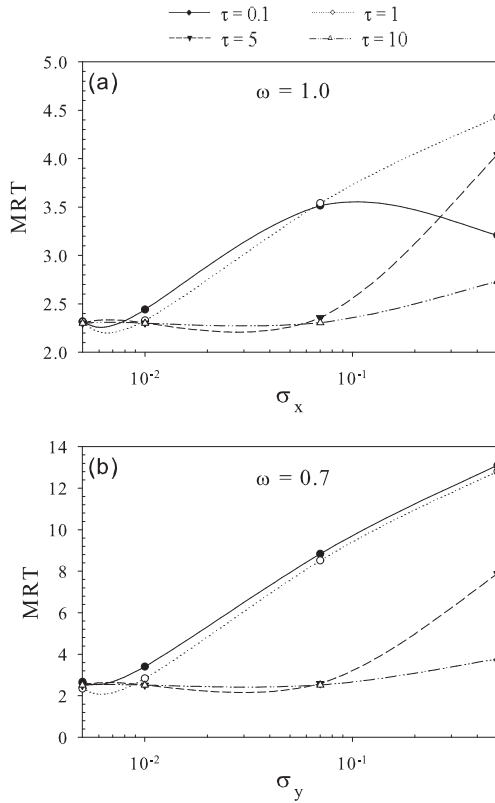 τ = 0.1 τ = 1
τ = 5 τ = 10
(a)
ω = 1.0
MRT
5.0
4.5
4.0
3.5
3.0
2.5
2.0
10⁻² 10⁻¹
σₓ
(b)
ω = 0.7
MRT
14
12
10
8
6
4
2
0
10⁻² 10⁻¹
σ_y